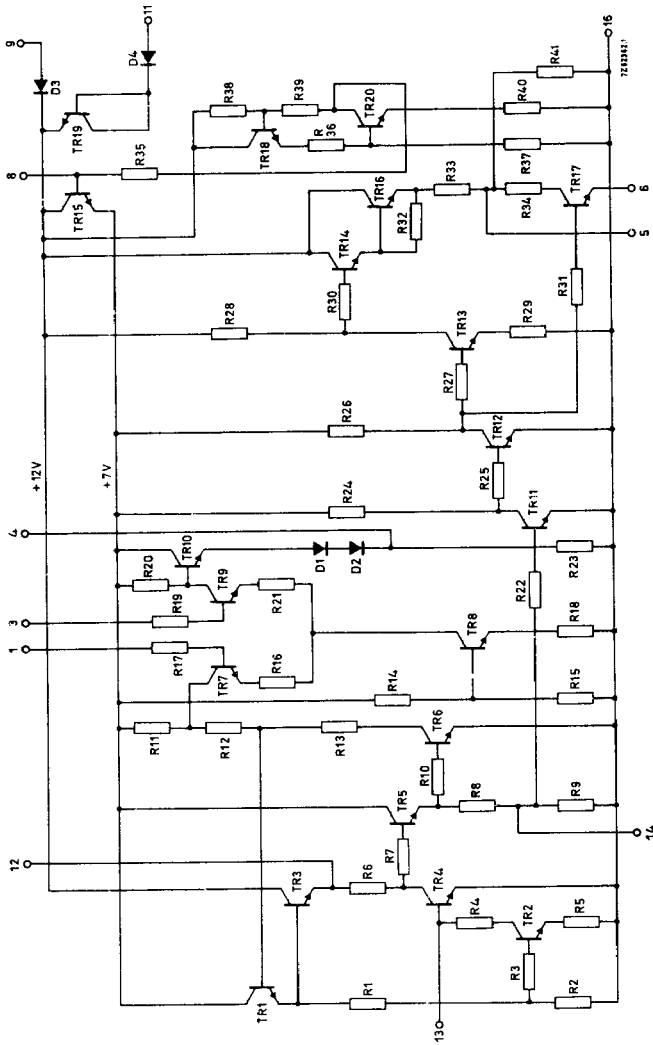 9
11
D3
D4
TR19
8
R35
TR15
R38
R39
TR20
R36
TR18
R41
16
7Z62362.1
R40
R37
TR14
TR16
R33
R32
R34
TR17
6
5
R30
R28
R31
TR13
R29
R27
R26
TR12
R25
+12V
+7V
R24
TR11
4
R20
TR10
D1
D2
R23
R22
3
R19
TR9
R21
1
R17
TR7
R16
TR8
R18
R14
R15
R11
R12
R13
TR6
R10
TR5
R8
R9
14
R7
12
TR3
R6
TR4
R4
TR2
R5
R3
TR1
R1
R2
13